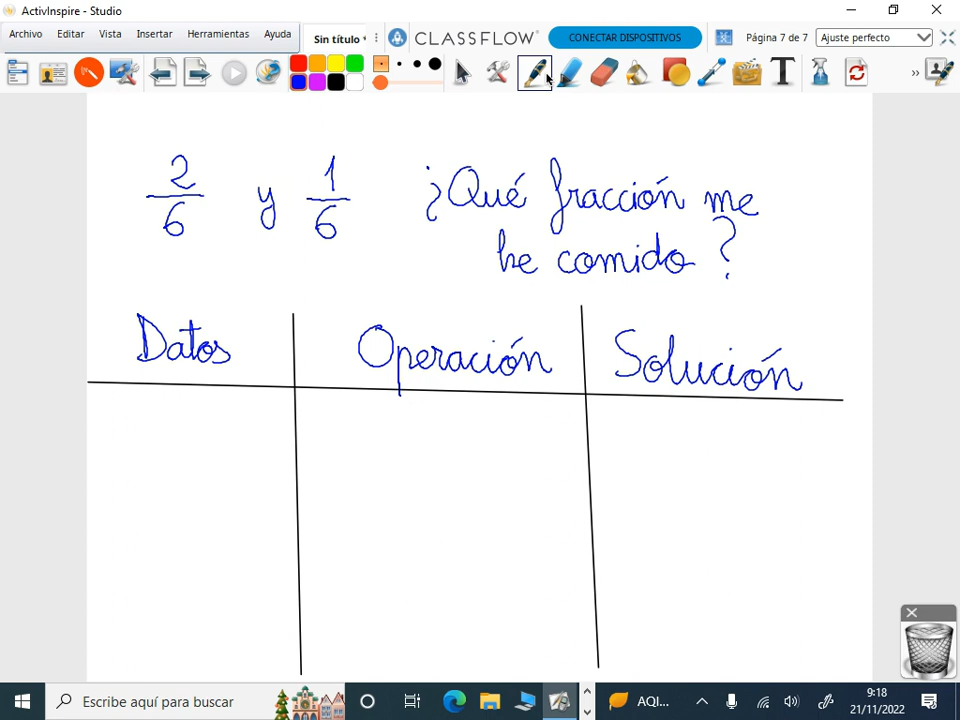 ActivInspire - Studio
Archivo Editar Vista Insertar Herramientas Ayuda Sin título CLASSFLOW CONECTAR DISPOSITIVOS Página 7 de 7 Ajuste perfecto
2/6 y 1/6 ¿Qué fracción me
he comido?
Datos Operación Solución
Escribe aquí para buscar AQI... 9:18
21/11/2022